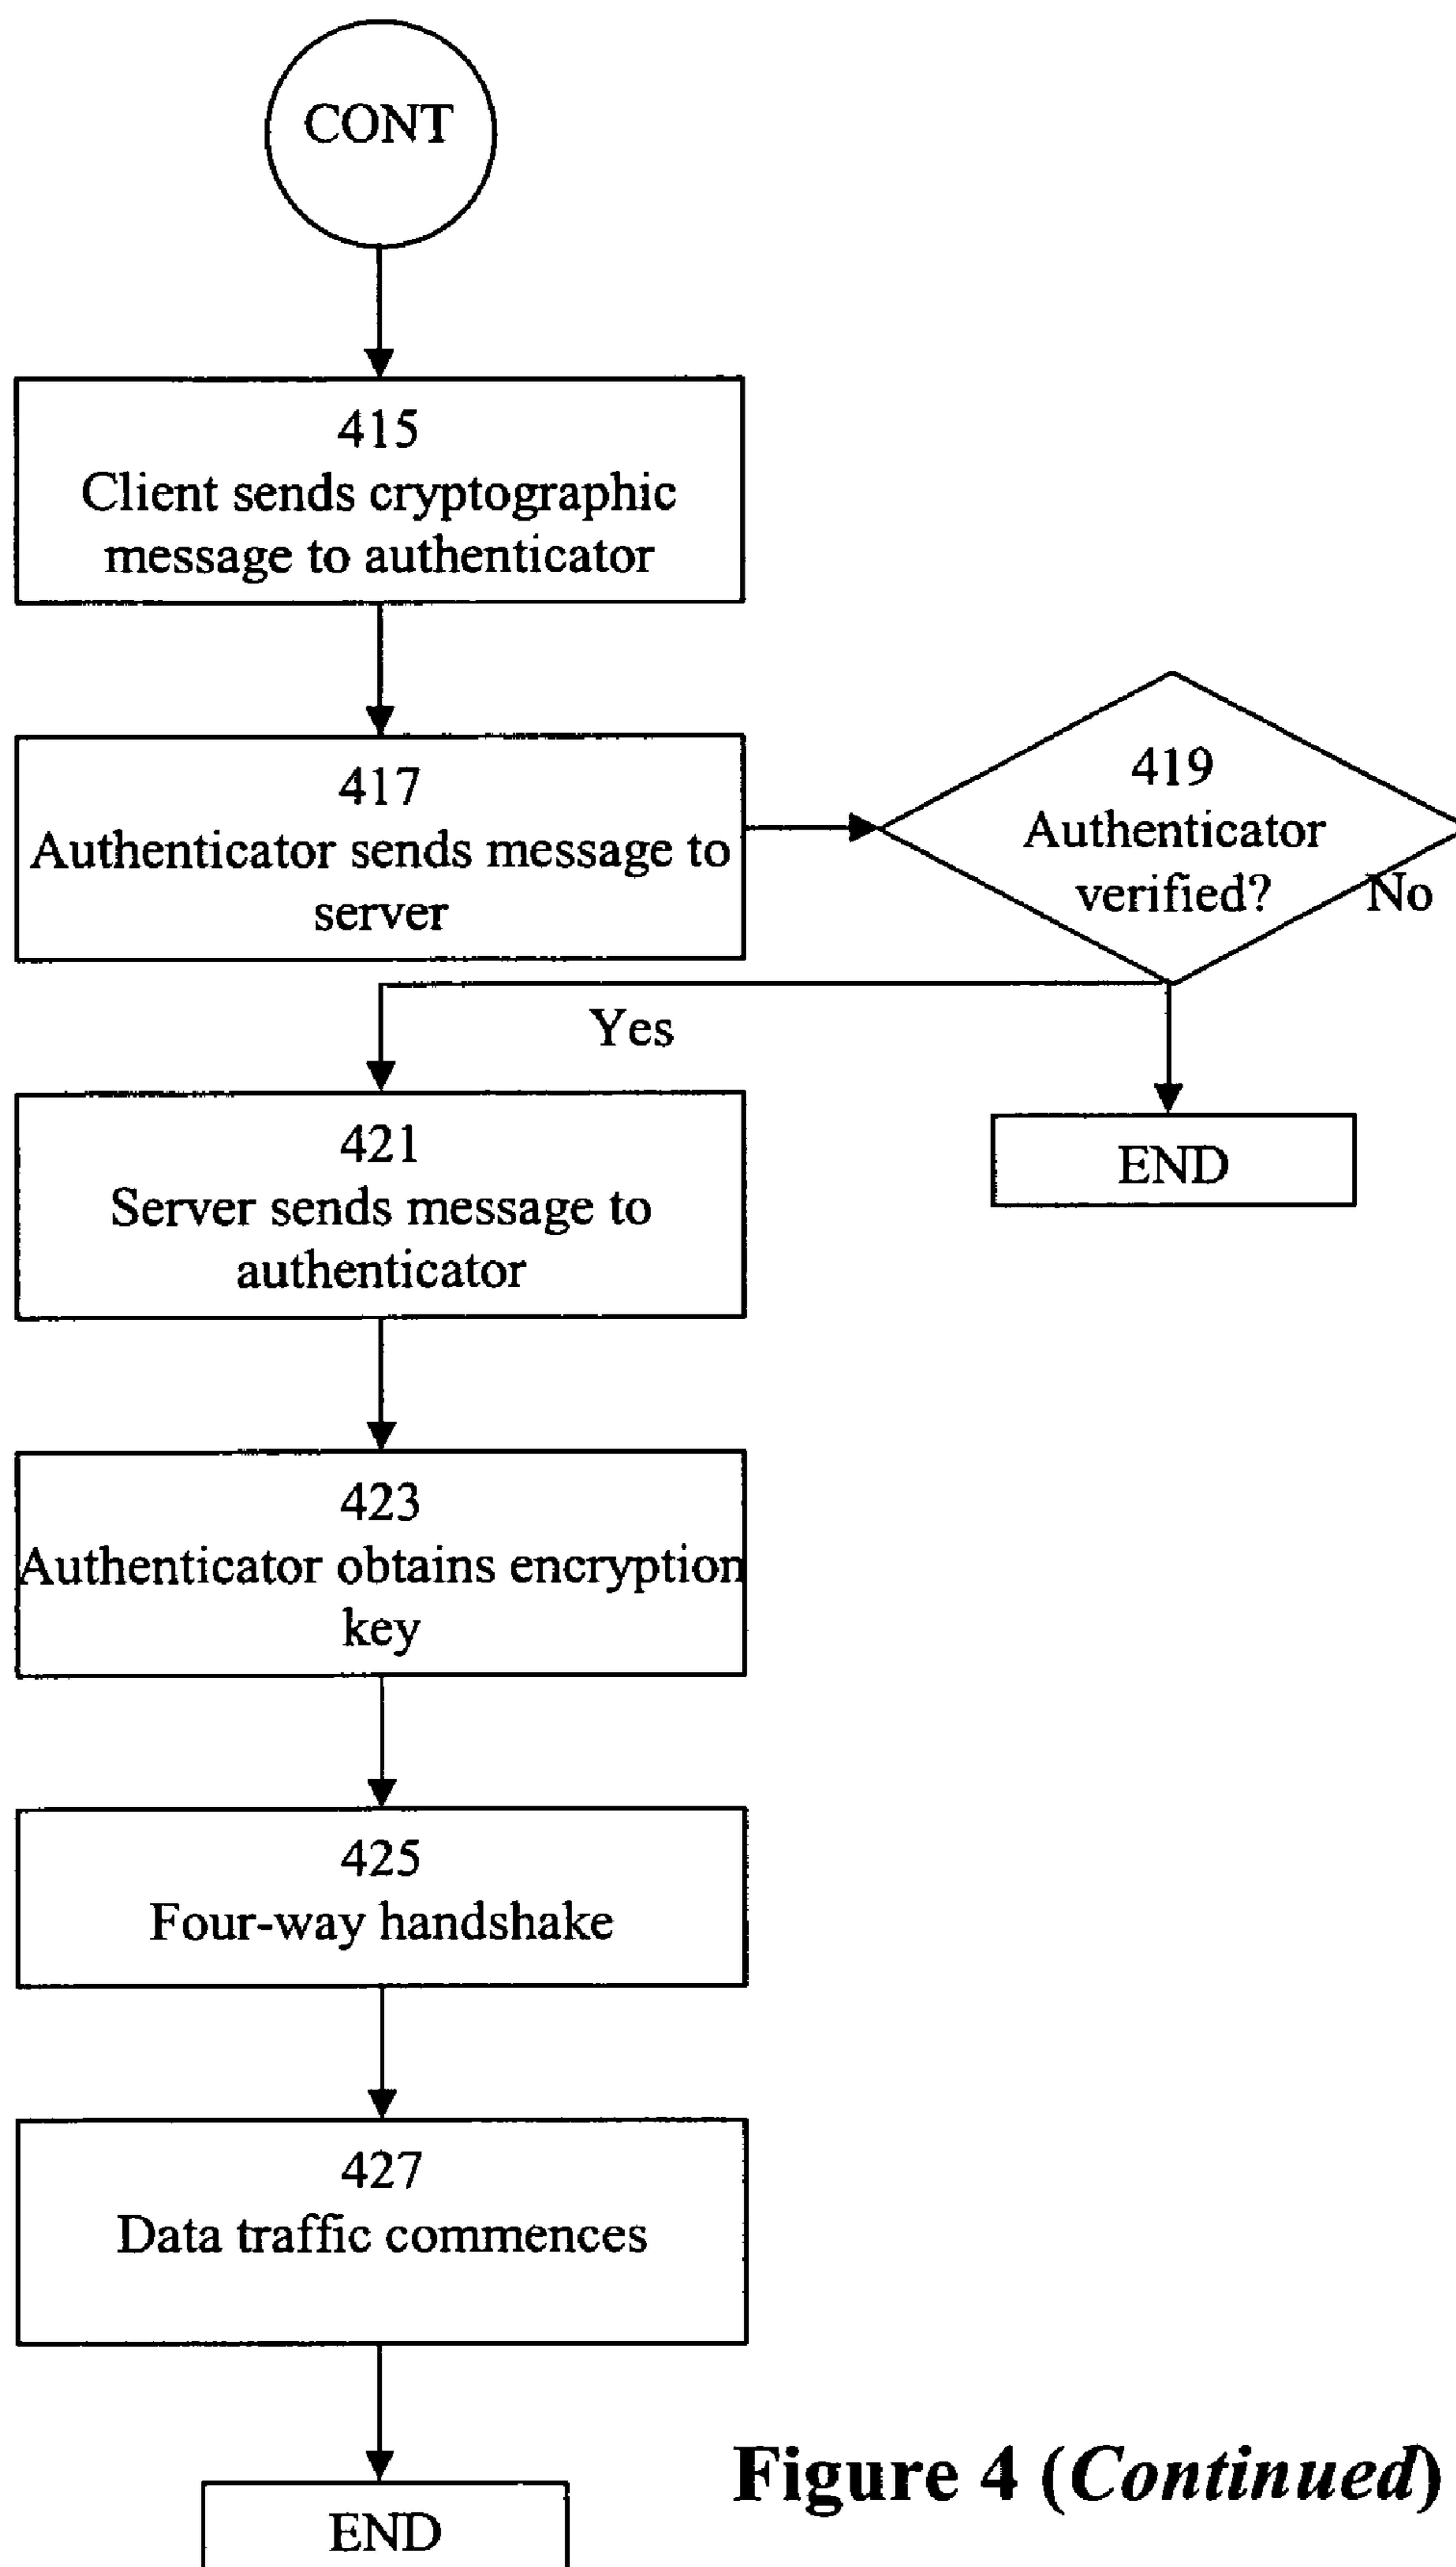 CONT
415
Client sends cryptographic
message to authenticator
417
Authenticator sends message to
server
419
Authenticator
verified?
No
Yes
421
Server sends message to
authenticator
END
423
Authenticator obtains encryption
key
425
Four-way handshake
427
Data traffic commences
END
Figure 4 (Continued)